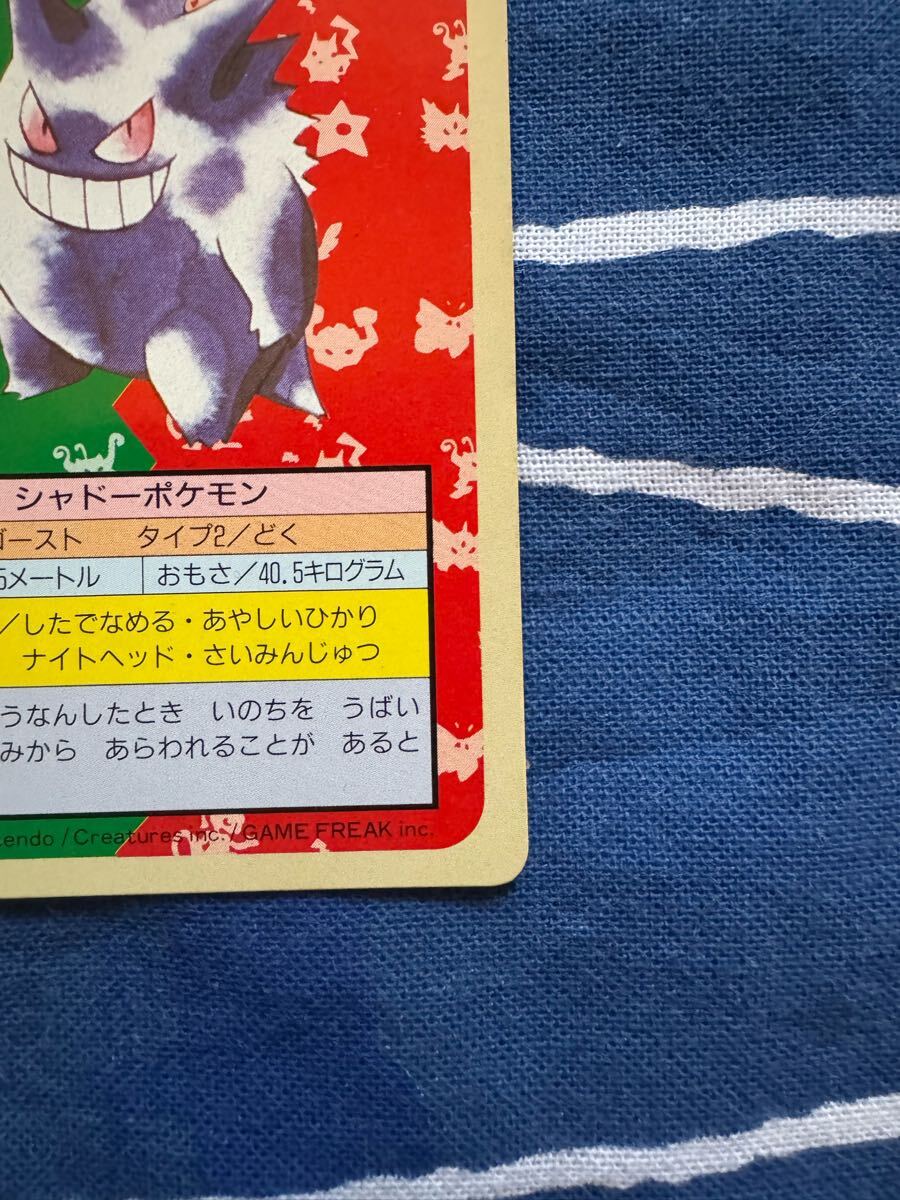 シャドーポケモン
ゴースト タイプ2／どく
5メートル おもさ／40.5キログラム
／したでなめる・あやしいひかり
ナイトヘッド・さいみんじゅつ
うなんしたとき いのちを うばい
みから あらわれることが あると
tendo / Creatures inc. / GAME FREAK inc.